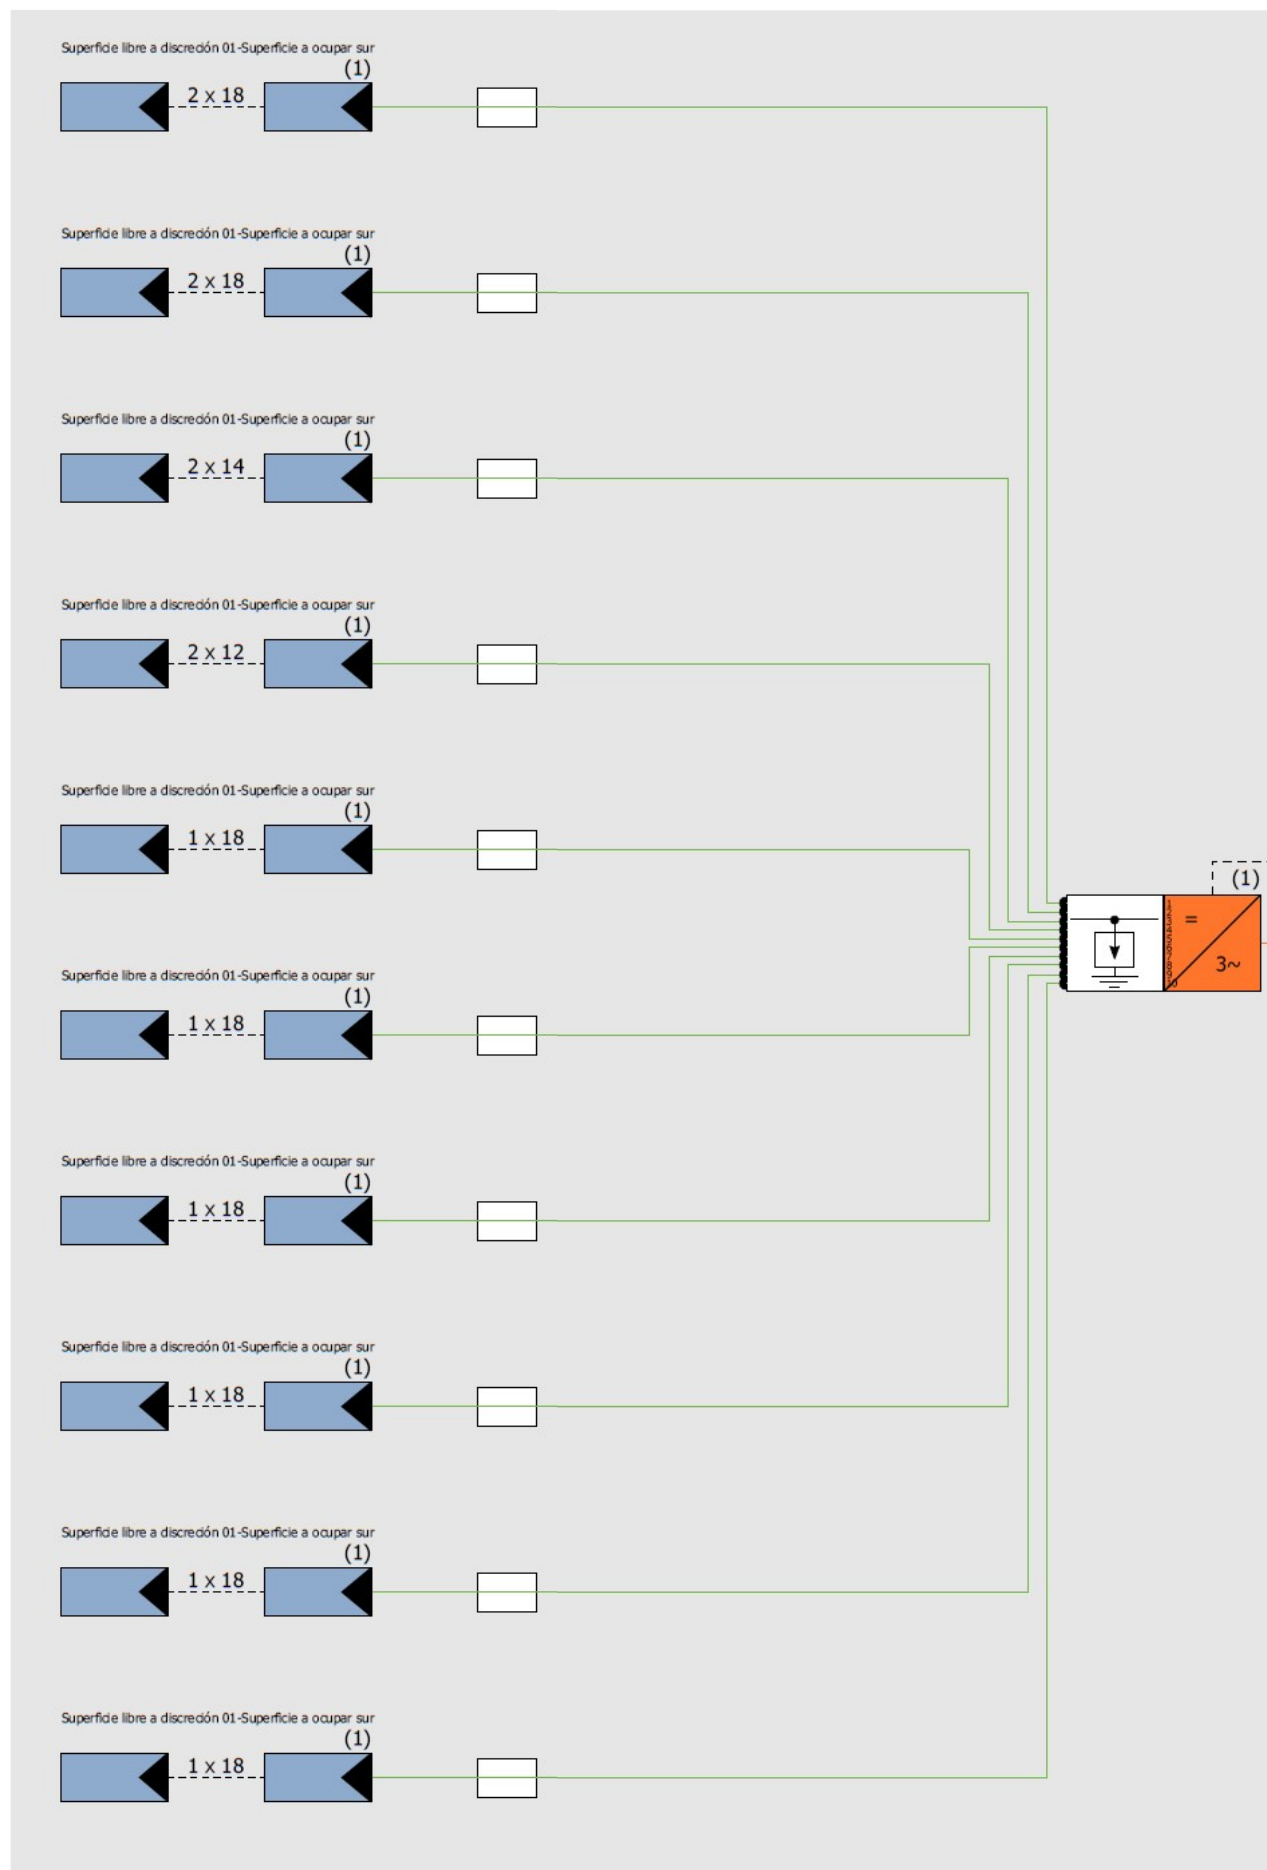 Superficie libre a discreción 01-Superficie a ocupar sur
(1)
2 x 18
Superficie libre a discreción 01-Superficie a ocupar sur
(1)
2 x 18
Superficie libre a discreción 01-Superficie a ocupar sur
(1)
2 x 14
Superficie libre a discreción 01-Superficie a ocupar sur
(1)
2 x 12
Superficie libre a discreción 01-Superficie a ocupar sur
(1)
1 x 18
(1)
=
3~
Superficie libre a discreción 01-Superficie a ocupar sur
(1)
1 x 18
Superficie libre a discreción 01-Superficie a ocupar sur
(1)
1 x 18
Superficie libre a discreción 01-Superficie a ocupar sur
(1)
1 x 18
Superficie libre a discreción 01-Superficie a ocupar sur
(1)
1 x 18
Superficie libre a discreción 01-Superficie a ocupar sur
(1)
1 x 18